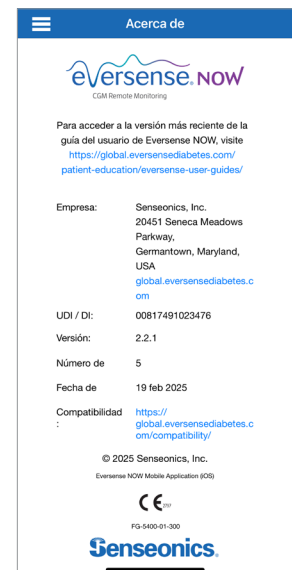 Acerca de
eversense. NOW
CGM Remote Monitoring
Para acceder a la versión más reciente de la
guía del usuario de Eversense NOW, visite
https://global.eversensediabetes.com/
patient-education/eversense-user-guides/
Empresa: Senseonics, Inc.
20451 Seneca Meadows
Parkway,
Germantown, Maryland,
USA
global.eversensediabetes.c
om
UDI / DI: 00817491023476
Versión: 2.2.1
Número de 5
Fecha de 19 feb 2025
Compatibilidad https://
: global.eversensediabetes.c
om/compatibility/
© 2025 Senseonics, Inc.
Eversense NOW Mobile Application (iOS)
CE 2797
FG-5400-01-300
Senseonics.